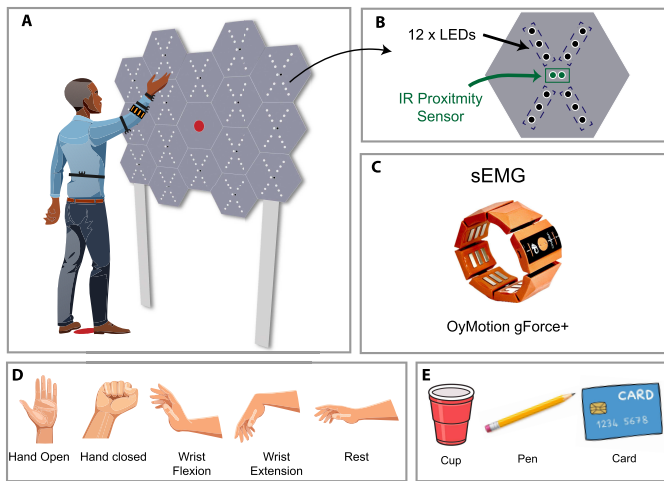 A
B
12 x LEDs
IR Proxitmity
Sensor
C
sEMG
OyMotion gForce+
D
Hand Open
Hand closed
Wrist
Flexion
Wrist
Extension
Rest
E
CARD
1234 5678
Cup
Pen
Card